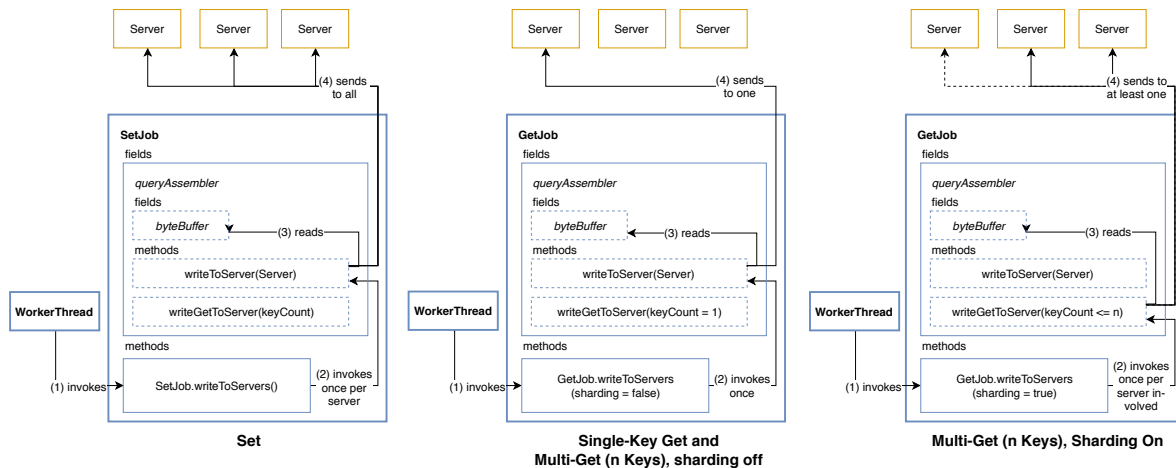 Server
Server
Server
(4) sends
to all
SetJob
fields
queryAssembler
fields
byteBuffer
(3) reads
methods
writeToServer(Server)
writeGetToServer(keyCount)
WorkerThread
methods
(1) invokes
SetJob.writeToServers()
(2) invokes
once per
server
Set
Server
Server
Server
(4) sends
to one
GetJob
fields
queryAssembler
fields
byteBuffer
(3) reads
methods
writeToServer(Server)
writeGetToServer(keyCount = 1)
WorkerThread
methods
(1) invokes
GetJob.writeToServers
(sharding = false)
(2) invokes
once
Single-Key Get and
Multi-Get (n Keys), sharding off
Server
Server
Server
(4) sends to
at least one
GetJob
fields
queryAssembler
fields
byteBuffer
(3) reads
methods
writeToServer(Server)
writeGetToServer(keyCount <= n)
WorkerThread
methods
(1) invokes
GetJob.writeToServers
(sharding = true)
(2) invokes
once per
server in-
volved
Multi-Get (n Keys), Sharding On